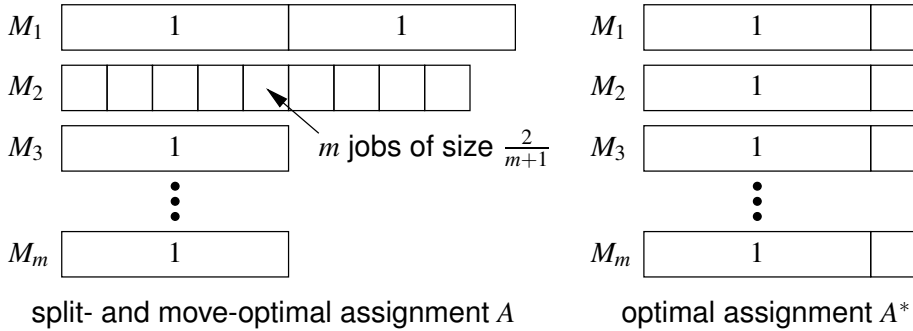 M₁ 1 1 M₁ 1
M₂ M₂ 1
m jobs of size 2/(m+1)
M₃ 1 M₃ 1
Mₘ 1 Mₘ 1
split- and move-optimal assignment A optimal assignment A*